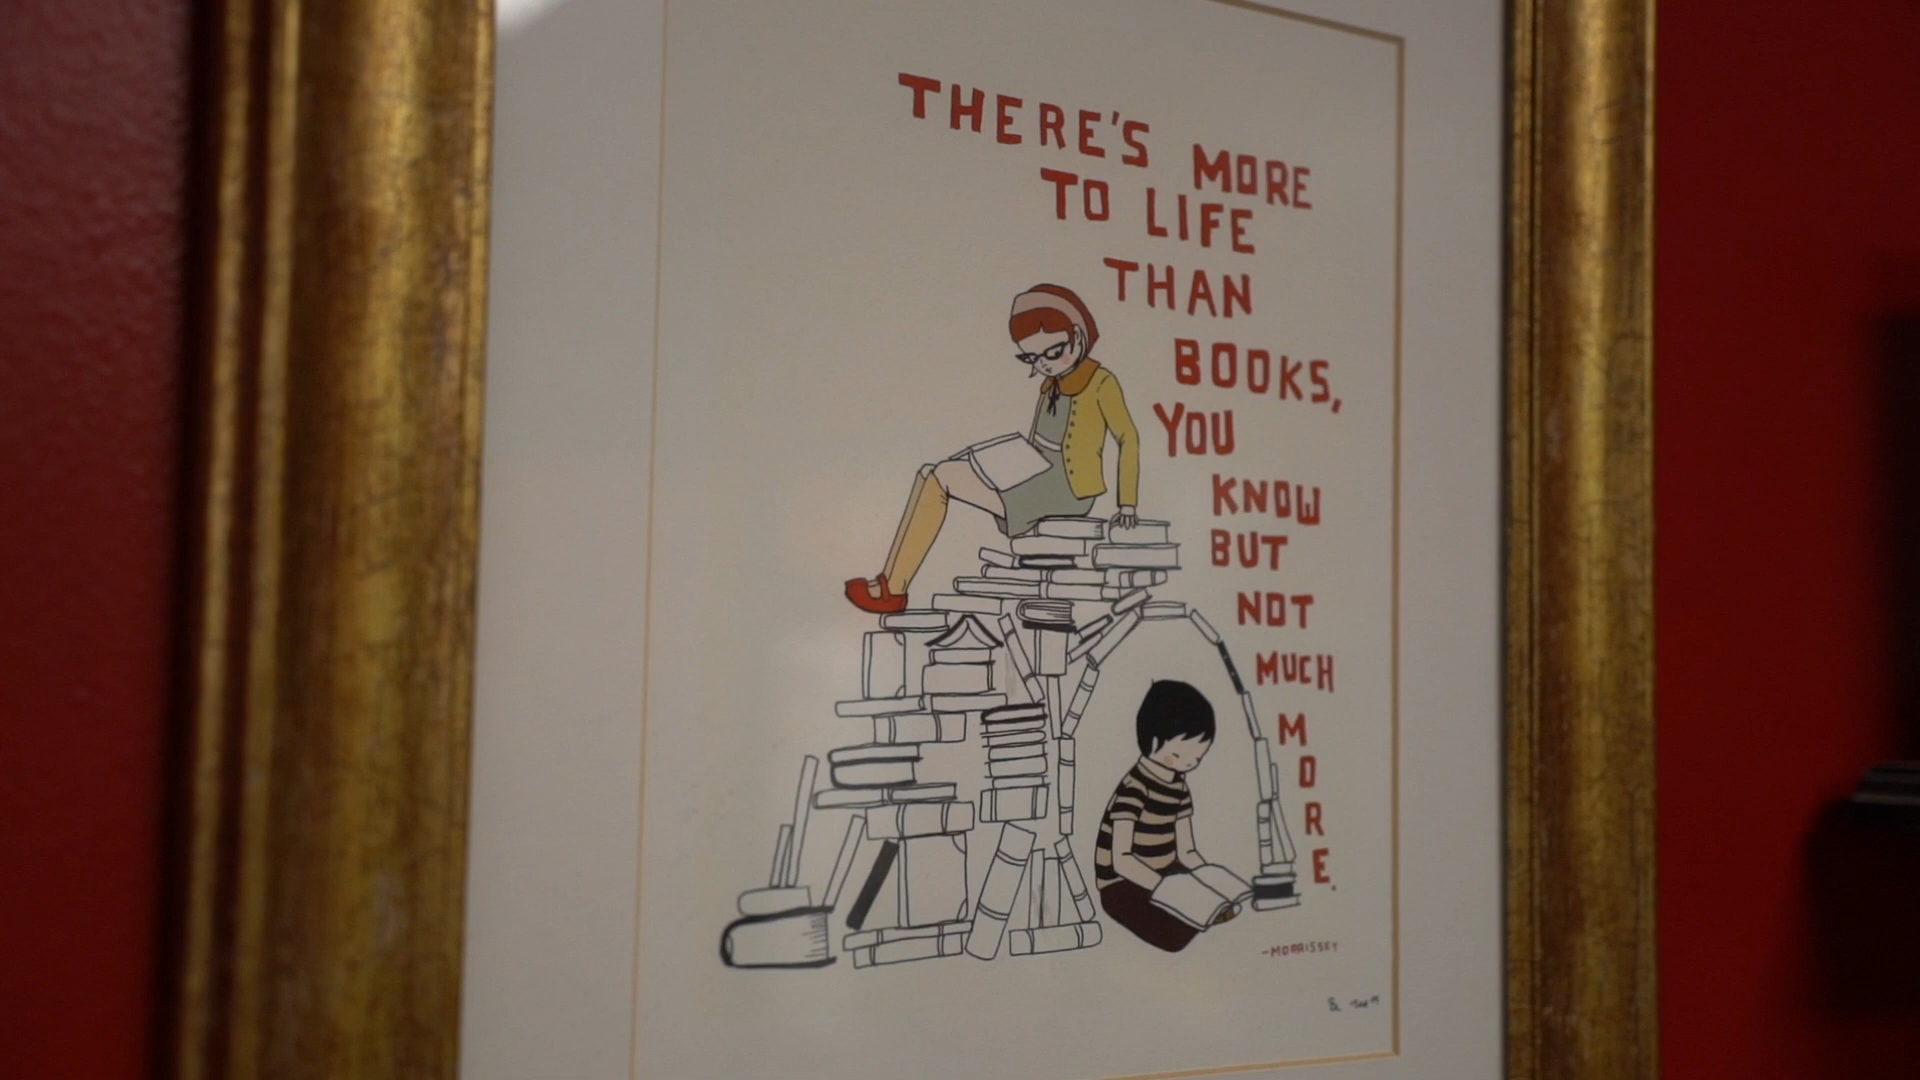 THERE'S MORE
TO LIFE
THAN
BOOKS,
YOU
KNOW
BUT
NOT
MUCH
MORE.
-MORRISSEY